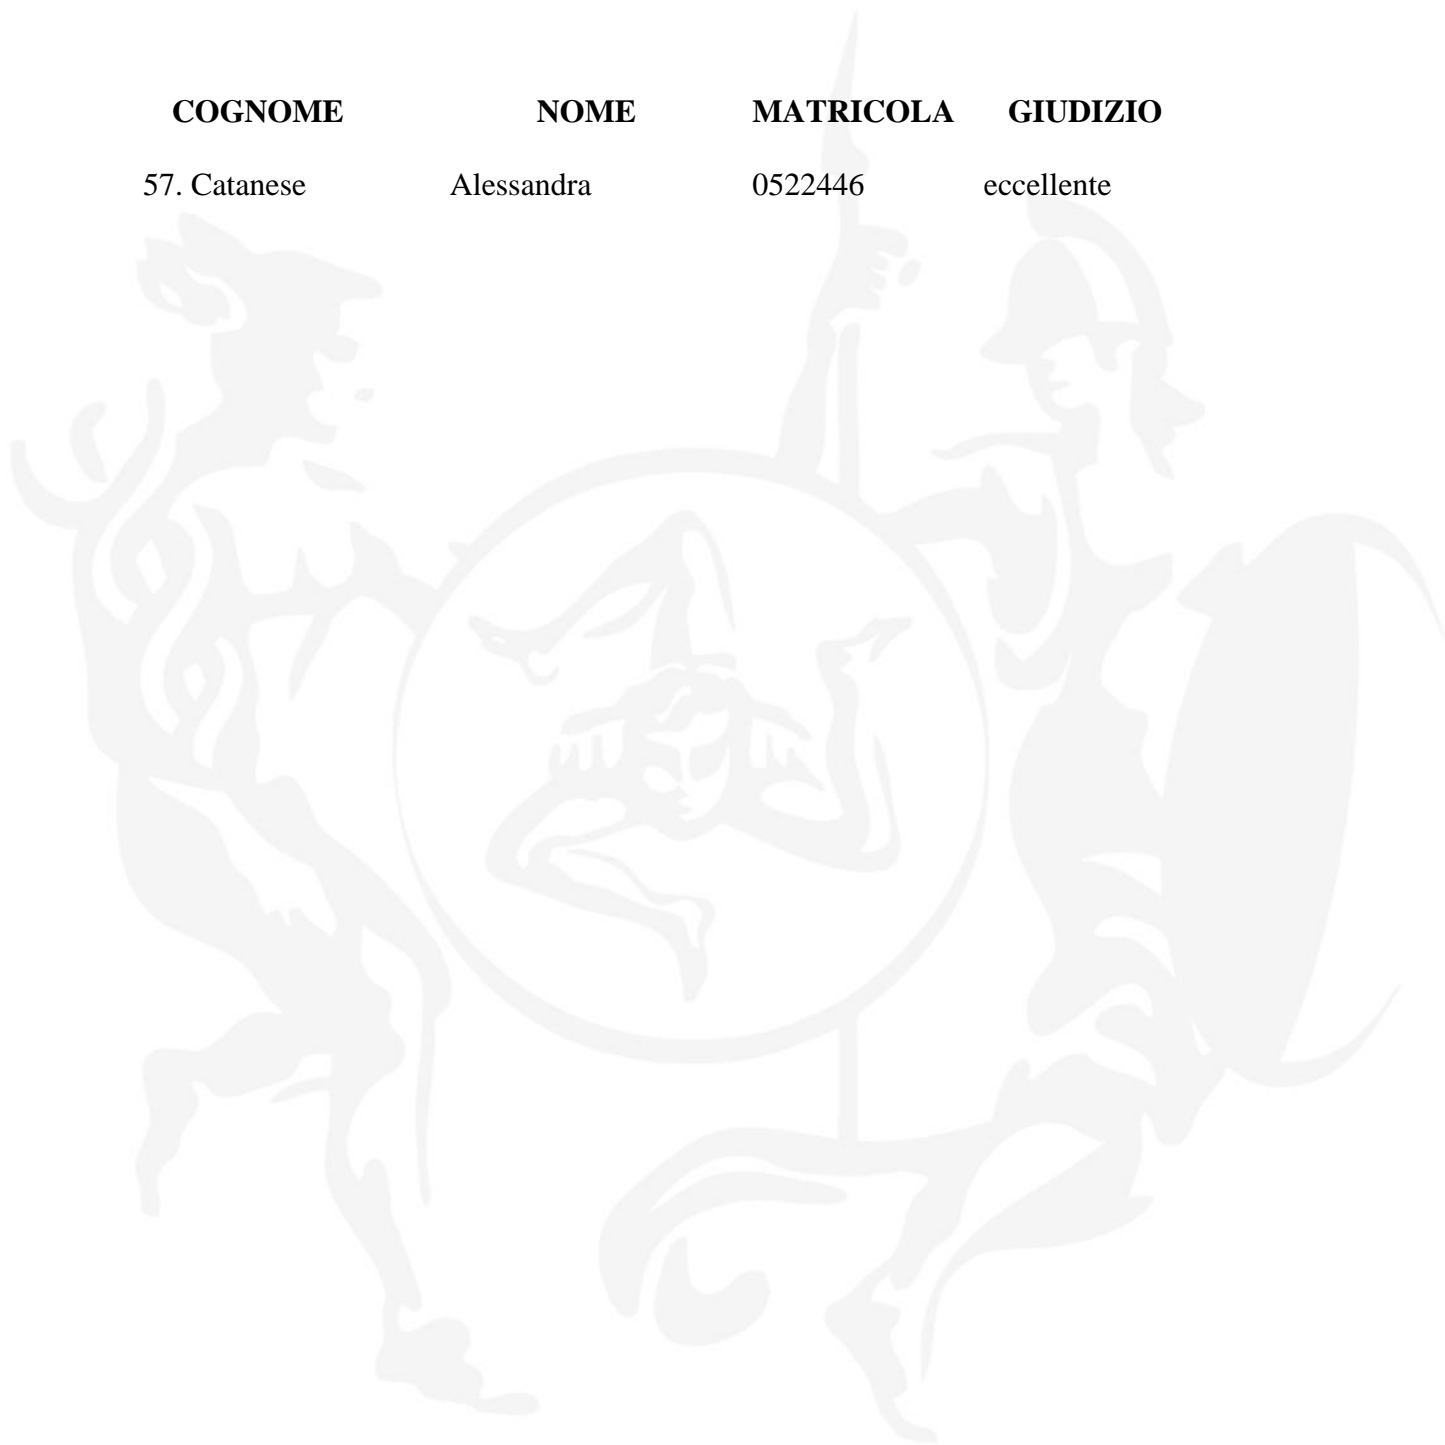 COGNOME NOME MATRICOLA GIUDIZIO
57. Catanese Alessandra 0522446 eccellente